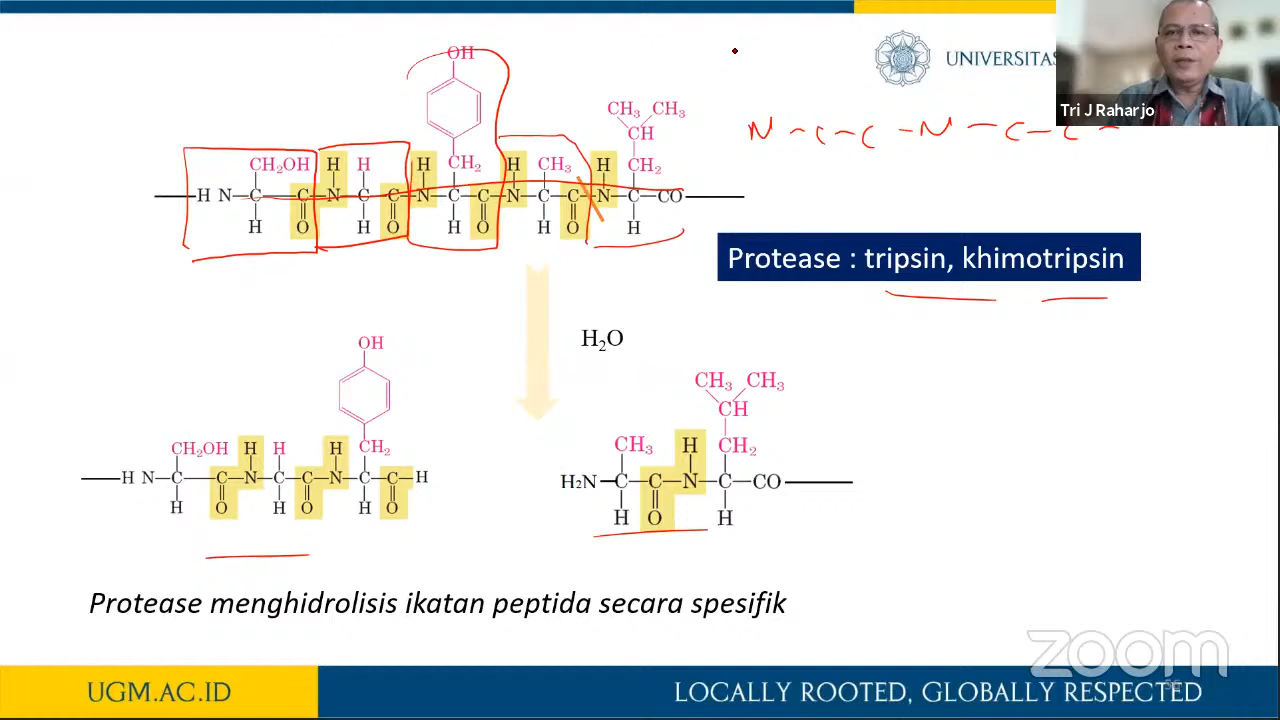 UNIVERSITAS
Tri J Raharjo
N - C - C - N - C - C -
OH
CH₃ CH₃
CH
CH₂OH H H H CH₂ H CH₃ H CH₂
H N C C N C C N C C N C C N C CO
H O H O H O H O H
Protease : tripsin, khimotripsin
H₂O
OH
CH₃ CH₃
CH
CH₂OH H H H CH₂
CH₃ H CH₂
H N C C N C C N C C H
H₂N C C N C CO
H O H O H O
H O H
Protease menghidrolisis ikatan peptida secara spesifik
zoom
UGM.AC.ID
LOCALLY ROOTED, GLOBALLY RESPECTED